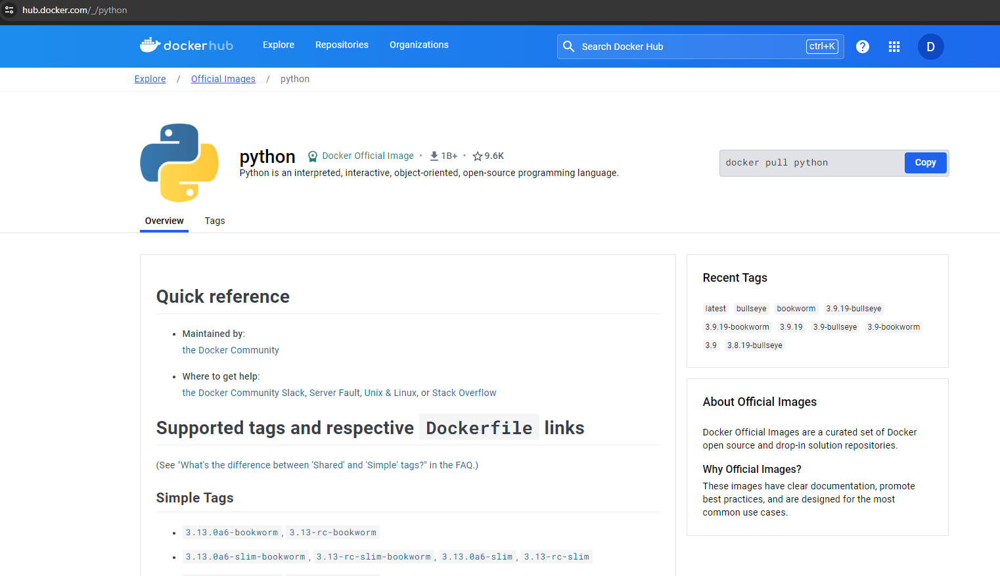 hub.docker.com/_/python
docker hub
Explore
Repositories
Organizations
Search Docker Hub
ctrl+K
?
D
Explore / Official Images / python
python
Docker Official Image • 1B+ • 9.6K
Python is an interpreted, interactive, object-oriented, open-source programming language.
docker pull python
Copy
Overview
Tags
Quick reference
• Maintained by:
the Docker Community
• Where to get help:
the Docker Community Slack, Server Fault, Unix & Linux, or Stack Overflow
Supported tags and respective Dockerfile links
(See "What's the difference between 'Shared' and 'Simple' tags?" in the FAQ.)
Simple Tags
• 3.13.0a6-bookworm, 3.13-rc-bookworm
• 3.13.0a6-slim-bookworm, 3.13-rc-slim-bookworm, 3.13.0a6-slim, 3.13-rc-slim
Recent Tags
latest bullseye bookworm 3.9.19-bullseye
3.9.19-bookworm 3.9.19 3.9-bullseye 3.9-bookworm
3.9 3.8.19-bullseye
About Official Images
Docker Official Images are a curated set of Docker
open source and drop-in solution repositories.
Why Official Images?
These images have clear documentation, promote
best practices, and are designed for the most
common use cases.